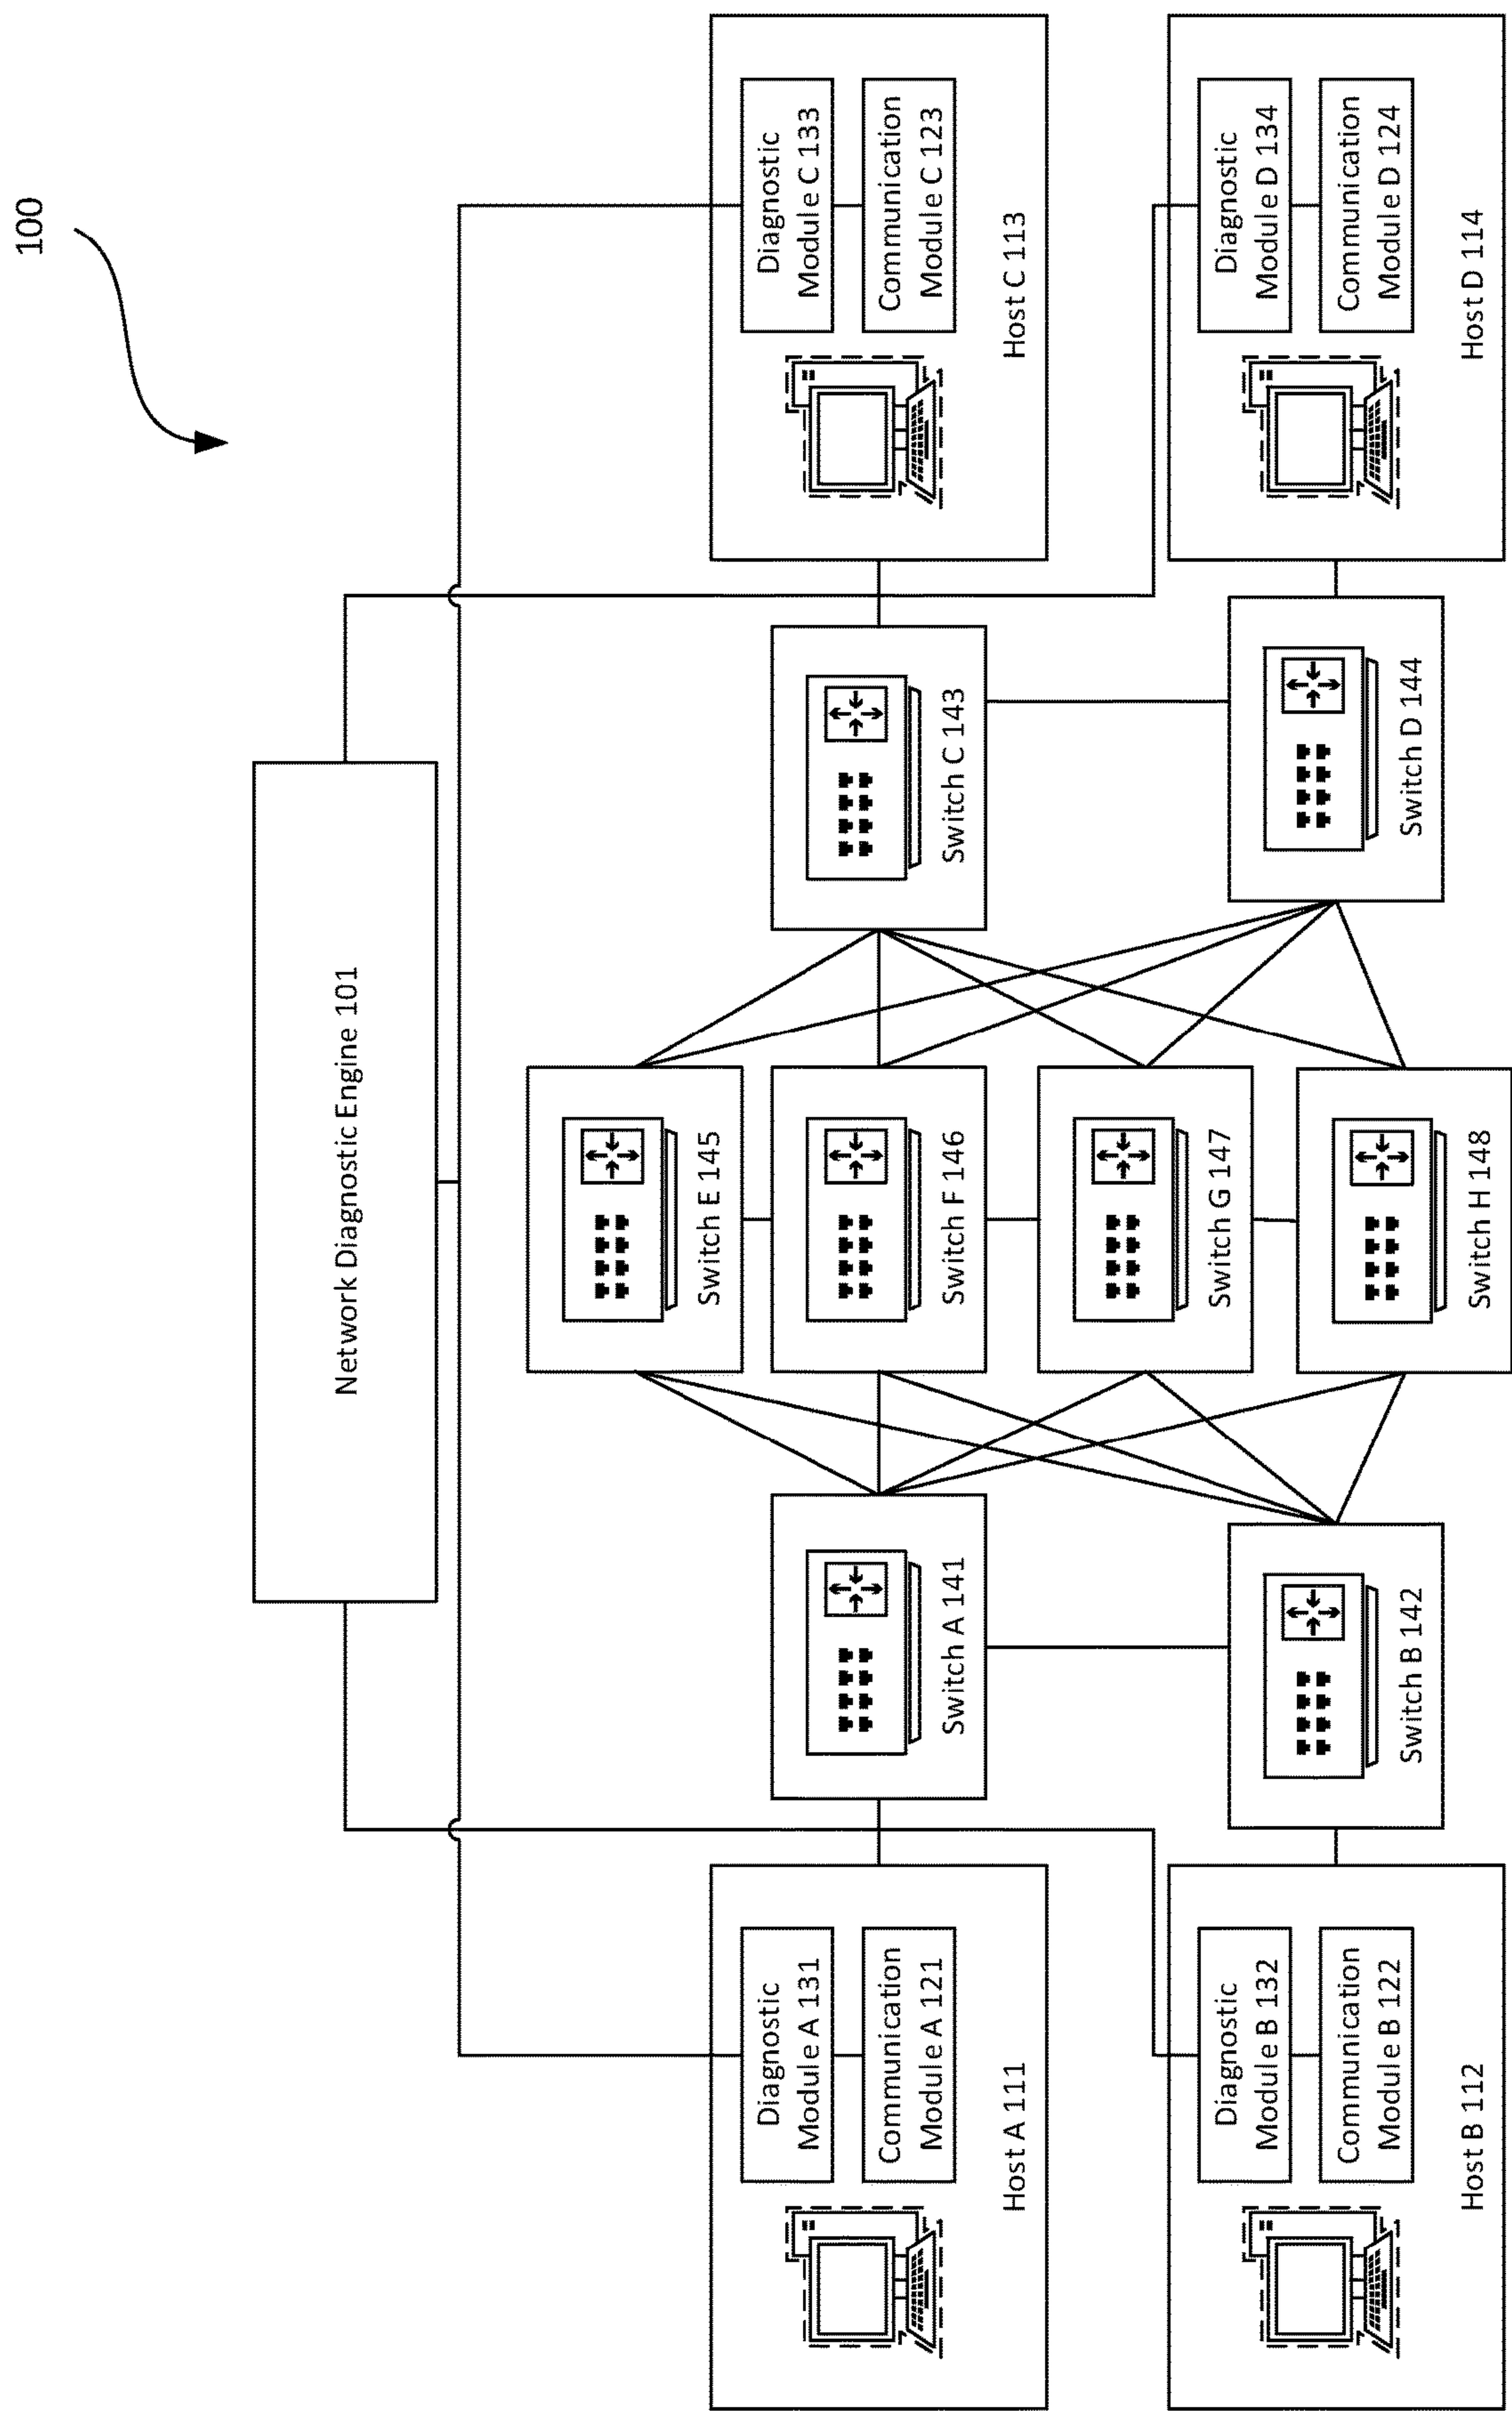 100
Network Diagnostic Engine 101
Diagnostic
Module A 131
Communication
Module A 121
Host A 111
Diagnostic
Module B 132
Communication
Module B 122
Host B 112
Switch A 141
Switch B 142
Switch E 145
Switch F 146
Switch G 147
Switch H 148
Switch C 143
Switch D 144
Diagnostic
Module C 133
Communication
Module C 123
Host C 113
Diagnostic
Module D 134
Communication
Module D 124
Host D 114